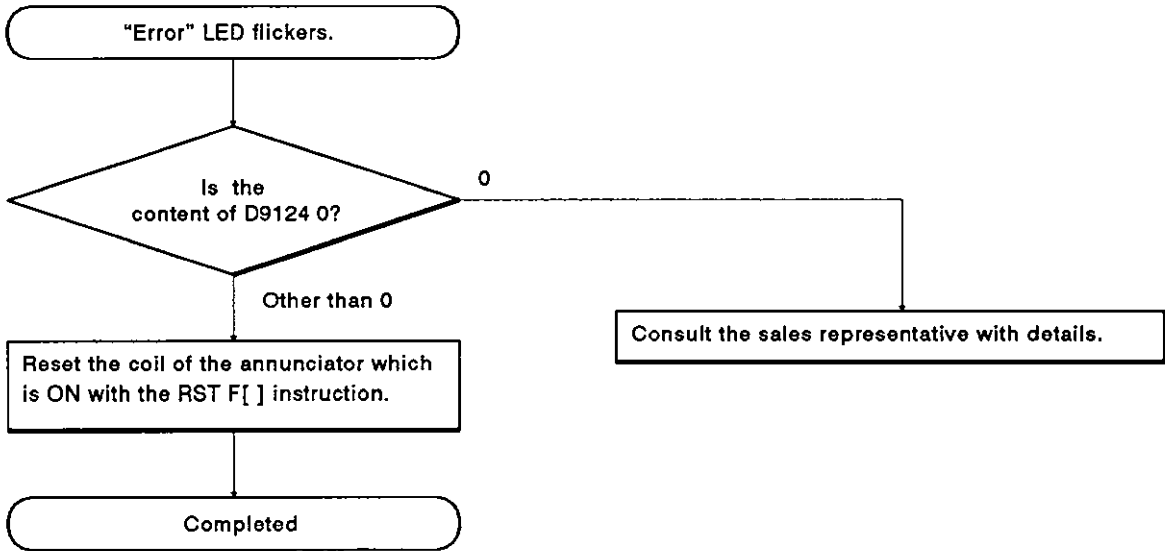 "Error" LED flickers.
Is the
content of D9124 0?
0
Other than 0
Consult the sales representative with details.
Reset the coil of the annunciator which
is ON with the RST F[ ] instruction.
Completed